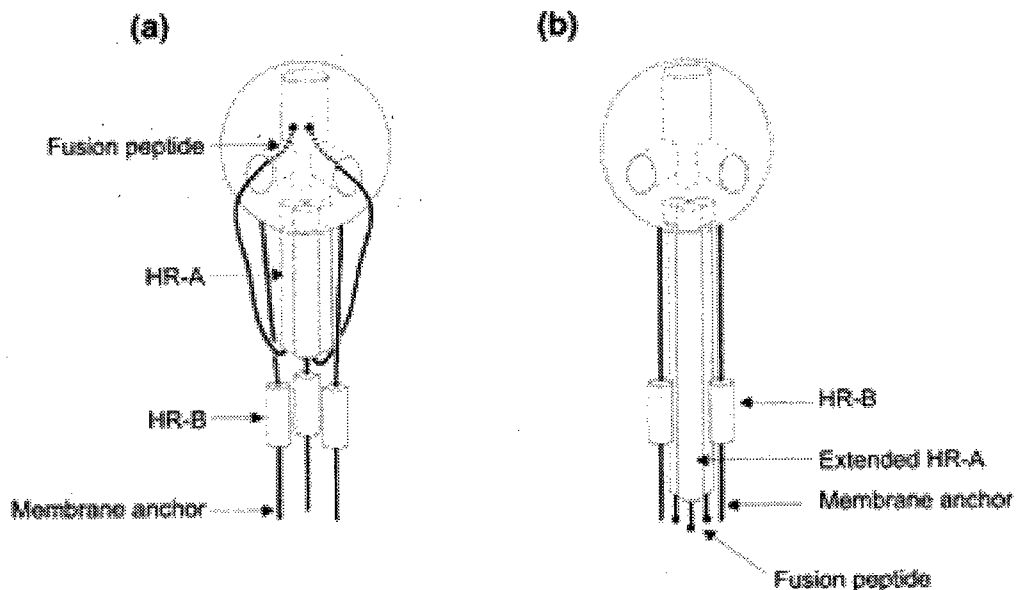 (a)
Fusion peptide
HR-A
HR-B
Membrane anchor
(b)
HR-B
Extended HR-A
Membrane anchor
Fusion peptide